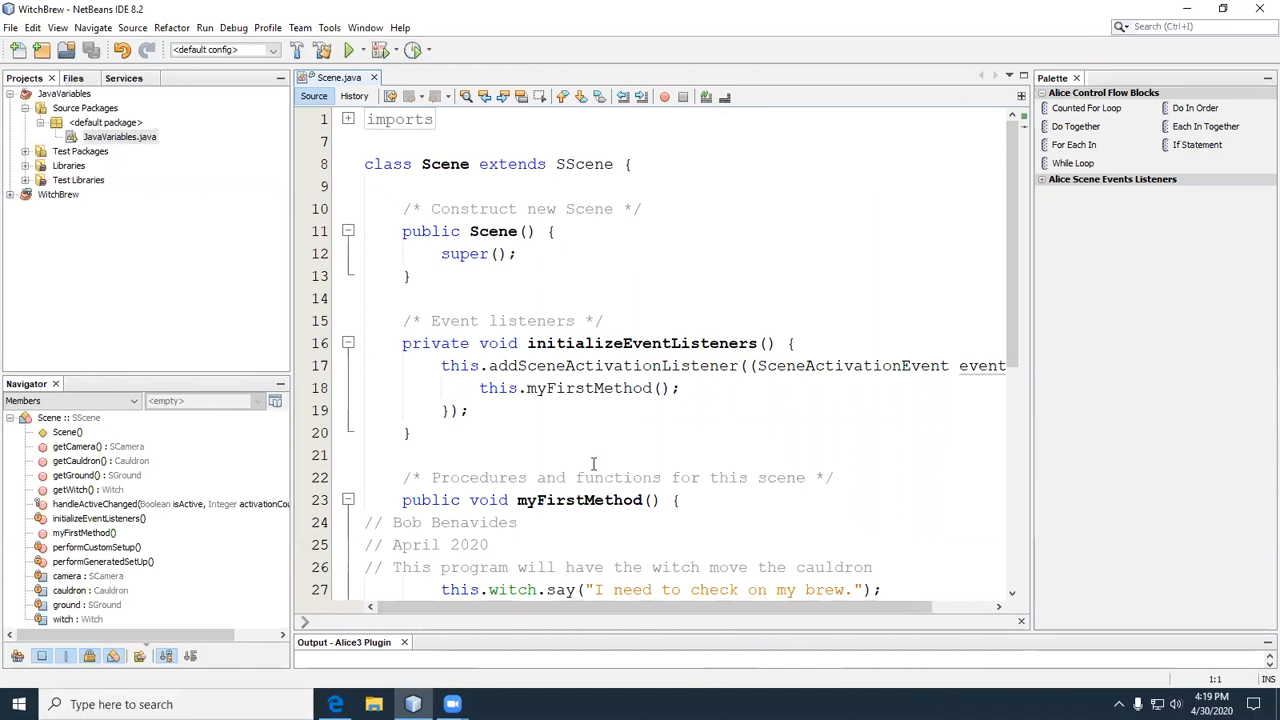 WitchBrew - NetBeans IDE 8.2
File Edit View Navigate Source Refactor Run Debug Profile Team Tools Window Help
Search (Ctrl+I)
<default config>
Projects Files Services
JavaVariables
Source Packages
<default package>
JavaVariables.java
Test Packages
Libraries
Test Libraries
WitchBrew
Navigator
Members <empty>
Scene :: SScene
Scene()
getCamera() : SCamera
getCauldron() : Cauldron
getGround() : SGround
getWitch() : Witch
handleActiveChanged(Boolean isActive, Integer activationCou
initializeEventListeners()
myFirstMethod()
performCustomSetup()
performGeneratedSetUp()
camera : SCamera
cauldron : Cauldron
ground : SGround
witch : Witch
Scene.java
Source History
1 imports
7
8 class Scene extends SScene {
9
10 /* Construct new Scene */
11 public Scene() {
12 super();
13 }
14
15 /* Event listeners */
16 private void initializeEventListeners() {
17 this.addSceneActivationListener((SceneActivationEvent event
18 this.myFirstMethod();
19 });
20 }
21
22 /* Procedures and functions for this scene */
23 public void myFirstMethod() {
24 // Bob Benavides
25 // April 2020
26 // This program will have the witch move the cauldron
27 this.witch.say("I need to check on my brew.");
Output - Alice3 Plugin
Palette
Alice Control Flow Blocks
Counted For Loop Do In Order
Do Together Each In Together
For Each In If Statement
While Loop
Alice Scene Events Listeners
1:1 INS
Type here to search
4:19 PM
4/30/2020